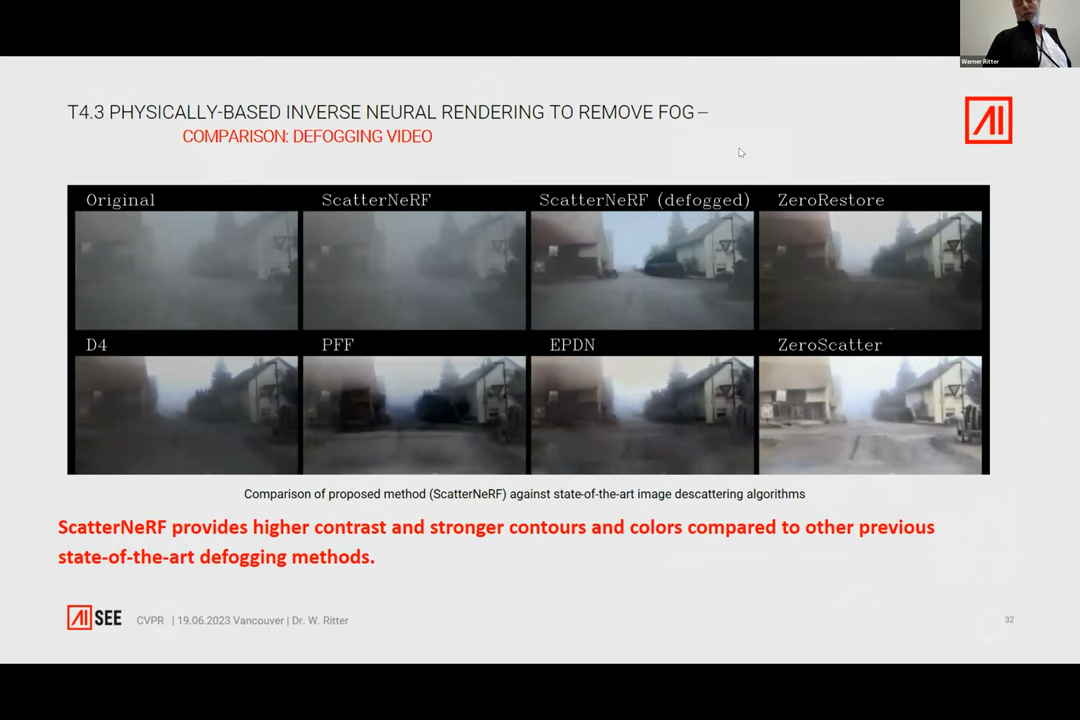 Werner Ritter
T4.3 PHYSICALLY-BASED INVERSE NEURAL RENDERING TO REMOVE FOG –
COMPARISON: DEFOGGING VIDEO
AI
Original ScatterNeRF ScatterNeRF (defogged) ZeroRestore
D4 PFF EPDN ZeroScatter
Comparison of proposed method (ScatterNeRF) against state-of-the-art image descattering algorithms
ScatterNeRF provides higher contrast and stronger contours and colors compared to other previous
state-of-the-art defogging methods.
AI SEE CVPR | 19.06.2023 Vancouver | Dr. W. Ritter 32